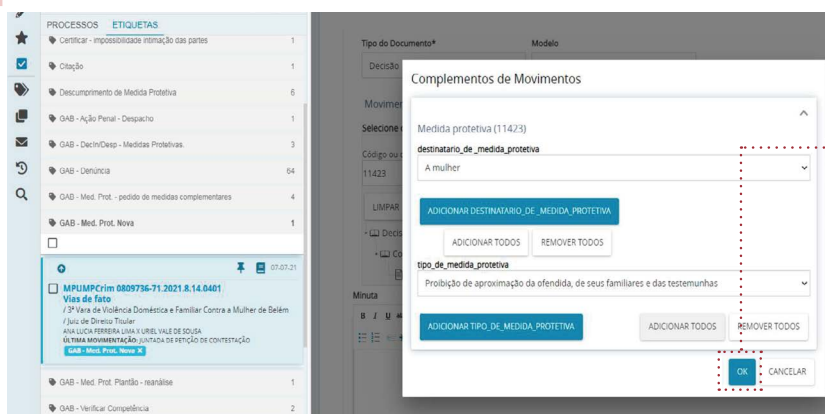 PROCESSOS ETIQUETAS
Certificar - impossibilidade intimação das partes 1
Citação 1
Descumprimento de Medida Protetiva 6
GAB - Ação Penal - Despacho 1
GAB - Decin/Desp - Medidas Protetivas. 3
GAB - Denúncia 64
GAB - Med. Prot. - pedido de medidas complementares 4
GAB - Med. Prot. Nova 1
07-07-21
MPUMPCrim 0809736-71.2021.8.14.0401
Vias de fato
/ 3ª Vara de Violência Doméstica e Familiar Contra a Mulher de Belém
/ Juiz de Direito Titular
ANA LUCIA FERREIRA LIMA X URIEL VALE DE SOUSA
ÚLTIMA MOVIMENTAÇÃO: JUNTADA DE PETIÇÃO DE CONTESTAÇÃO
GAB - Med. Prot. Nova X
GAB - Med. Prot. Plantão - reanálise 1
GAB - Verificar Competência 2
Tipo do Documento* Modelo
Decisão
Movimen
Selecione
Código ou
11423
LIMPAR
Decis
Co
Minuta
B I U
Complementos de Movimentos
Medida protetiva (11423)
destinatario_de _medida_protetiva
A mulher
ADICIONAR DESTINATARIO_DE _MEDIDA_PROTETIVA
ADICIONAR TODOS REMOVER TODOS
tipo_de_medida_protetiva
Proibição de aproximação da ofendida, de seus familiares e das testemunhas
ADICIONAR TIPO_DE_MEDIDA_PROTETIVA ADICIONAR TODOS REMOVER TODOS
OK CANCELAR